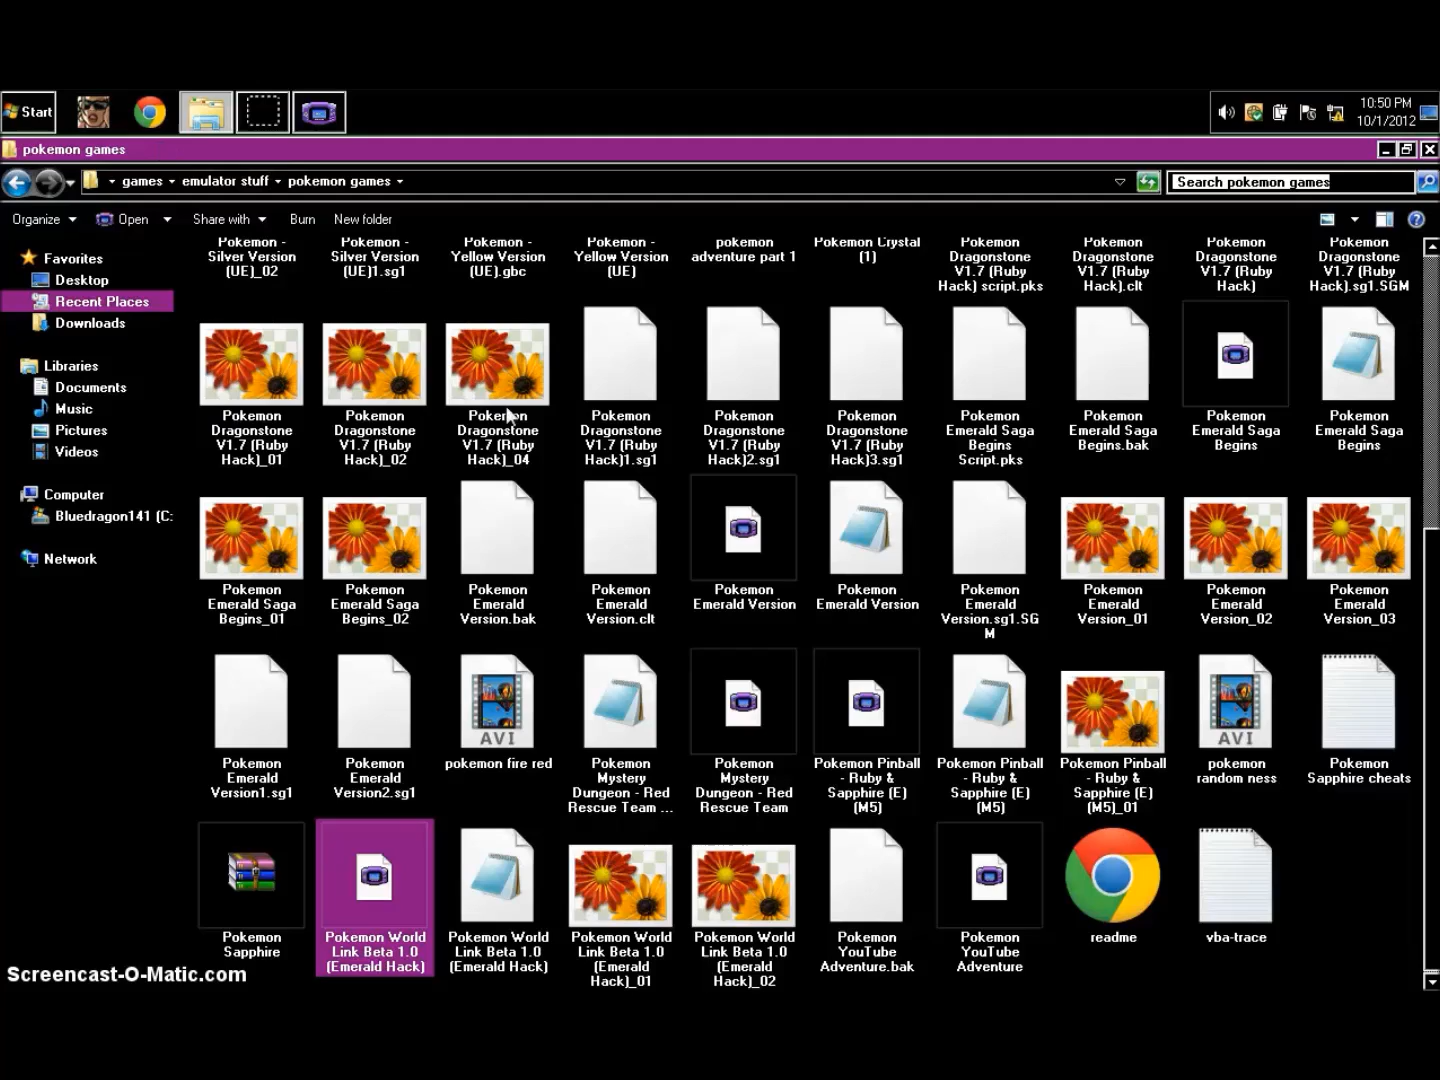 Start
10:50 PM
10/1/2012
pokemon games
games
emulator stuff
pokemon games
Search pokemon games
Organize
Open
Share with
Burn
New folder
Favorites
Desktop
Recent Places
Downloads
Libraries
Documents
Music
Pictures
Videos
Computer
Bluedragon141 (C:
Network
Pokemon -
Silver Version
(UE)_02
Pokemon -
Silver Version
(UE)1.sg1
Pokemon -
Yellow Version
(UE).gbc
Pokemon -
Yellow Version
(UE)
pokemon
adventure part 1
Pokemon Crystal
(1)
Pokemon
Dragonstone
V1.7 (Ruby
Hack) script.pks
Pokemon
Dragonstone
V1.7 (Ruby
Hack).clt
Pokemon
Dragonstone
V1.7 (Ruby
Hack)
Pokemon
Dragonstone
V1.7 (Ruby
Hack).sg1.SGM
Pokemon
Dragonstone
V1.7 (Ruby
Hack)_01
Pokemon
Dragonstone
V1.7 (Ruby
Hack)_02
Pokemon
Dragonstone
V1.7 (Ruby
Hack)_04
Pokemon
Dragonstone
V1.7 (Ruby
Hack)1.sg1
Pokemon
Dragonstone
V1.7 (Ruby
Hack)2.sg1
Pokemon
Dragonstone
V1.7 (Ruby
Hack)3.sg1
Pokemon
Emerald Saga
Begins
Script.pks
Pokemon
Emerald Saga
Begins.bak
Pokemon
Emerald Saga
Begins
Pokemon
Emerald Saga
Begins
Pokemon
Emerald Saga
Begins_01
Pokemon
Emerald Saga
Begins_02
Pokemon
Emerald
Version.bak
Pokemon
Emerald
Version.clt
Pokemon
Emerald Version
Pokemon
Emerald Version
Pokemon
Emerald
Version.sg1.SG
M
Pokemon
Emerald
Version_01
Pokemon
Emerald
Version_02
Pokemon
Emerald
Version_03
Pokemon
Emerald
Version1.sg1
Pokemon
Emerald
Version2.sg1
AVI
pokemon fire red
Pokemon
Mystery
Dungeon - Red
Rescue Team ...
Pokemon
Mystery
Dungeon - Red
Rescue Team
Pokemon Pinball
- Ruby &
Sapphire (E)
(M5)
Pokemon Pinball
- Ruby &
Sapphire (E)
(M5)
Pokemon Pinball
- Ruby &
Sapphire (E)
(M5)_01
AVI
pokemon
random ness
Pokemon
Sapphire cheats
Pokemon
Sapphire
Pokemon World
Link Beta 1.0
(Emerald Hack)
Pokemon World
Link Beta 1.0
(Emerald Hack)
Pokemon World
Link Beta 1.0
(Emerald
Hack)_01
Pokemon World
Link Beta 1.0
(Emerald
Hack)_02
Pokemon
YouTube
Adventure.bak
Pokemon
YouTube
Adventure
readme
vba-trace
Screencast-O-Matic.com